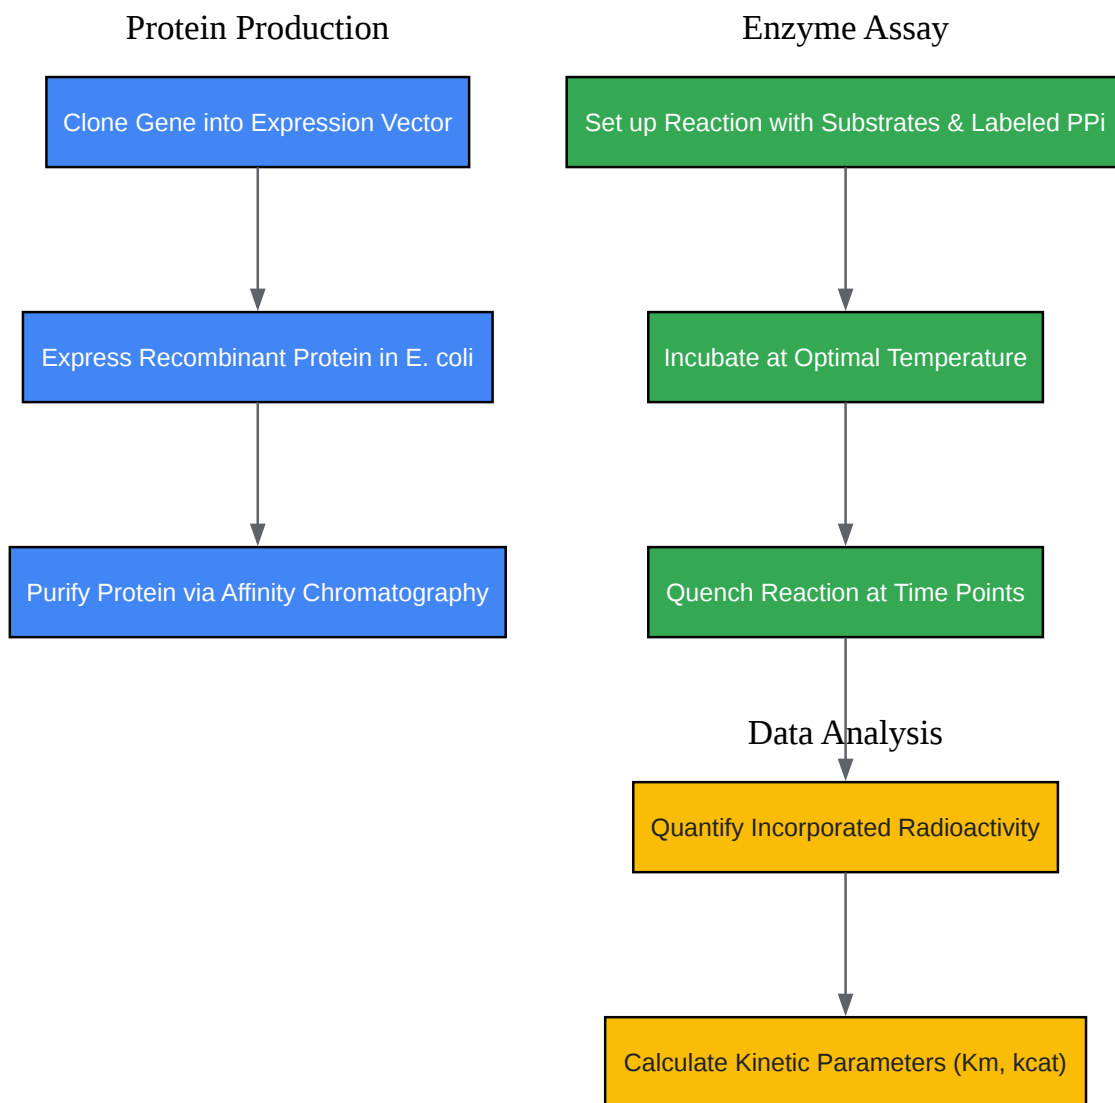 Protein Production
Clone Gene into Expression Vector
Express Recombinant Protein in E. coli
Purify Protein via Affinity Chromatography
Enzyme Assay
Set up Reaction with Substrates & Labeled PPi
Incubate at Optimal Temperature
Quench Reaction at Time Points
Data Analysis
Quantify Incorporated Radioactivity
Calculate Kinetic Parameters (Km, kcat)